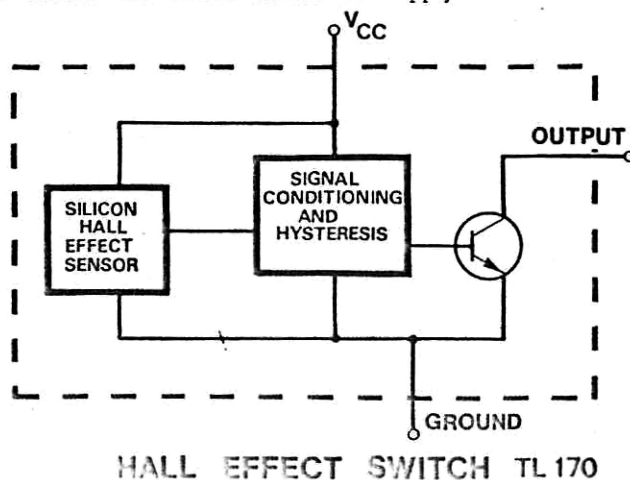 VCC
OUTPUT
SILICON
HALL
EFFECT
SENSOR
SIGNAL
CONDITIONING
AND
HYSTERESIS
GROUND
HALL EFFECT SWITCH TL 170